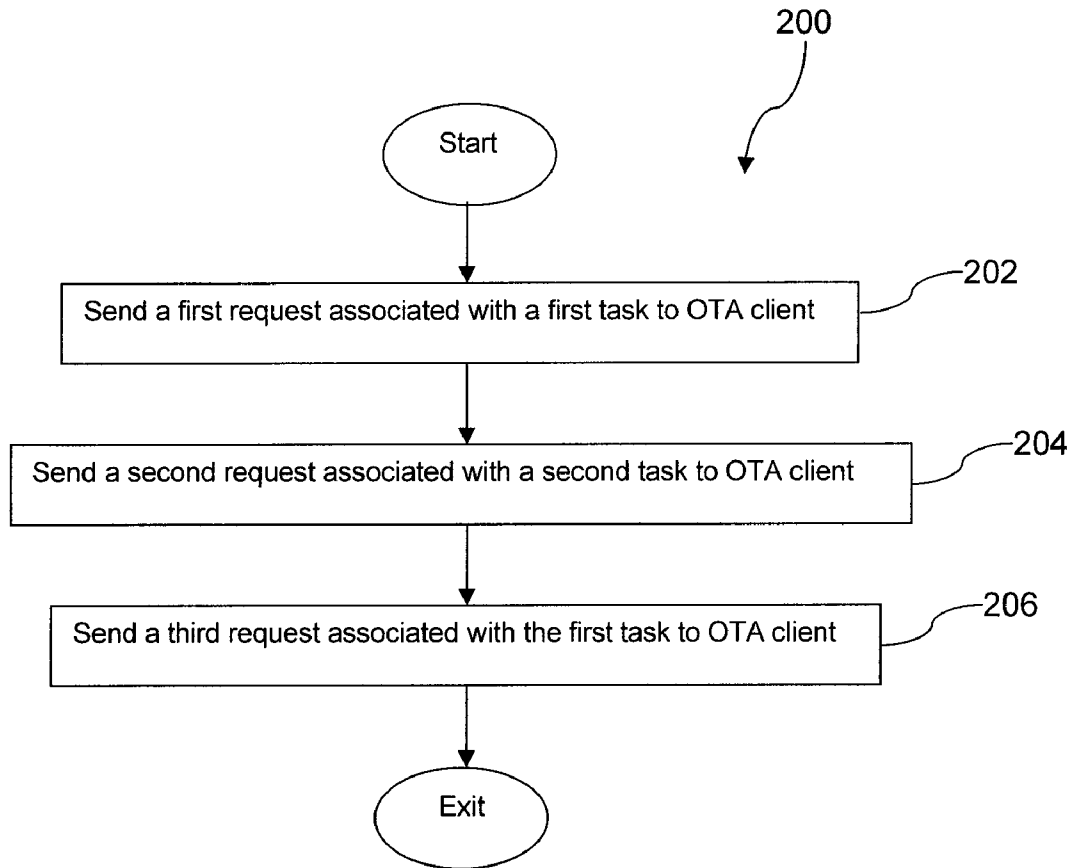 200
Start
202
Send a first request associated with a first task to OTA client
204
Send a second request associated with a second task to OTA client
206
Send a third request associated with the first task to OTA client
Exit